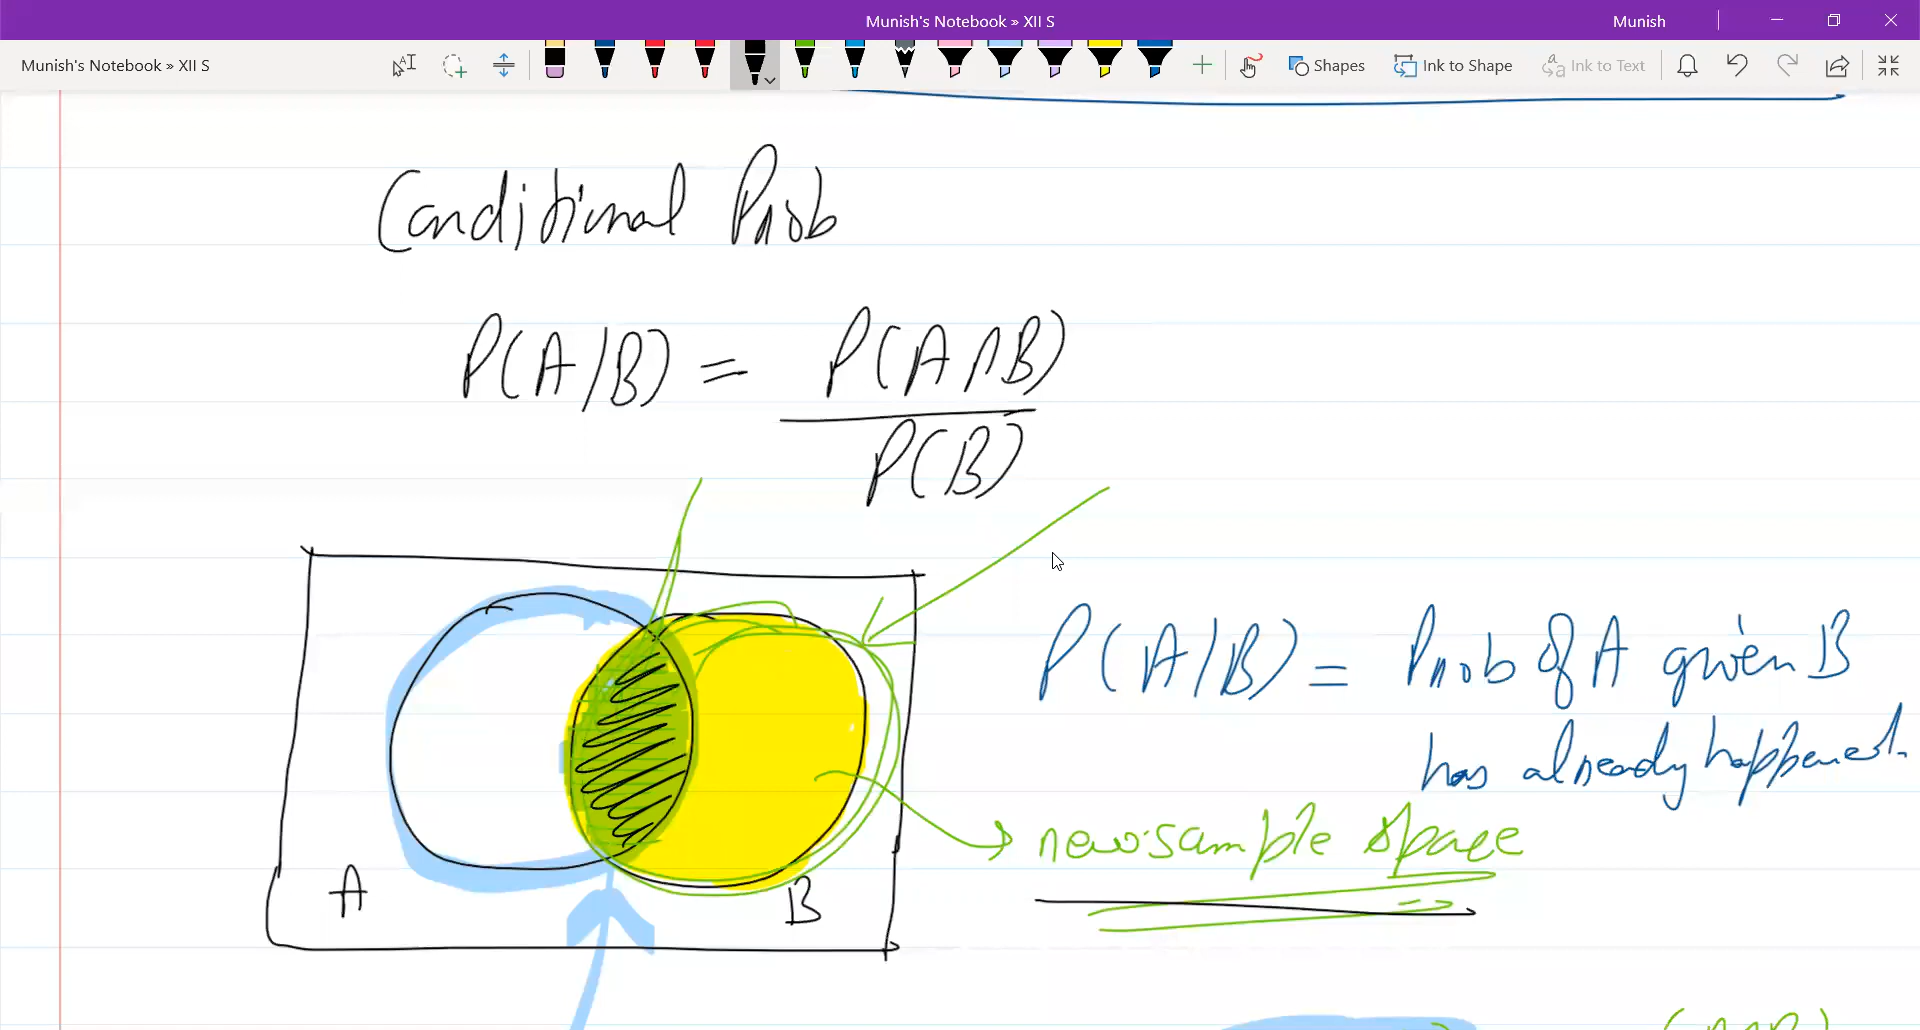 Munish's Notebook » XII S
Munish
Munish's Notebook » XII S
Shapes
Ink to Shape
Ink to Text
Conditional Prob
P(A/B) = P(A∩B)
P(B)
P(A/B) = Prob of A given B
has already happened.
new sample space
A
B